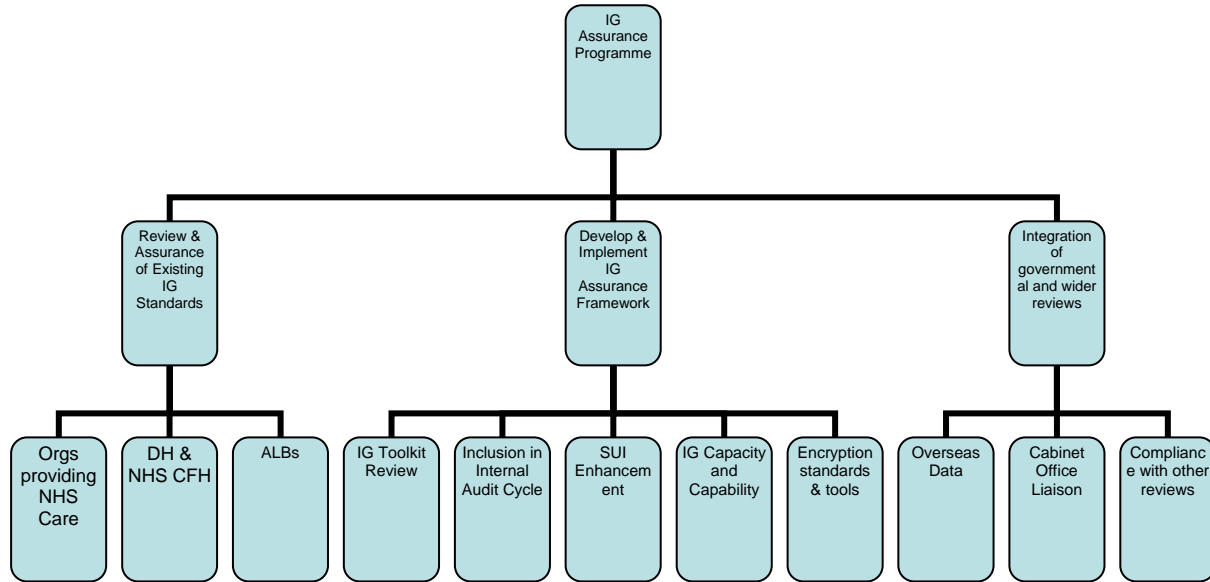 IG
Assurance
Programme
Review &
Assurance
of Existing
IG
Standards
Develop &
Implement
IG
Assurance
Framework
Integration
of
government
al and wider
reviews
Orgs
providing
NHS
Care
DH &
NHS CFH
ALBs
IG Toolkit
Review
Inclusion in
Internal
Audit Cycle
SUI
Enhancem
ent
IG Capacity
and
Capability
Encryption
standards
& tools
Overseas
Data
Cabinet
Office
Liaison
Complianc
e with other
reviews